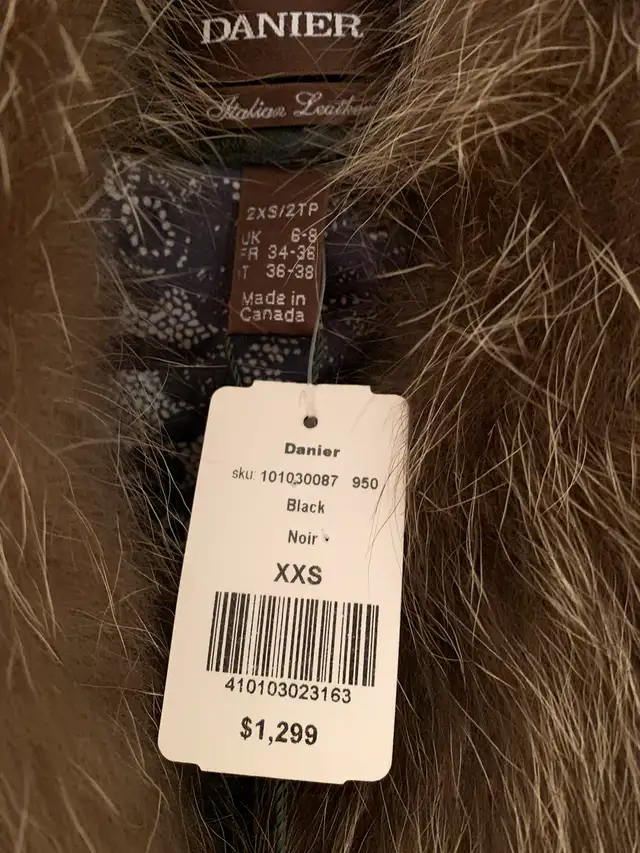 DANIER
Italian Leather
2XS/2TP
UK 6-8
FR 34-36
IT 36-38
Made in
Canada
Danier
sku: 101030087 950
Black
Noir
XXS
410103023163
$1,299